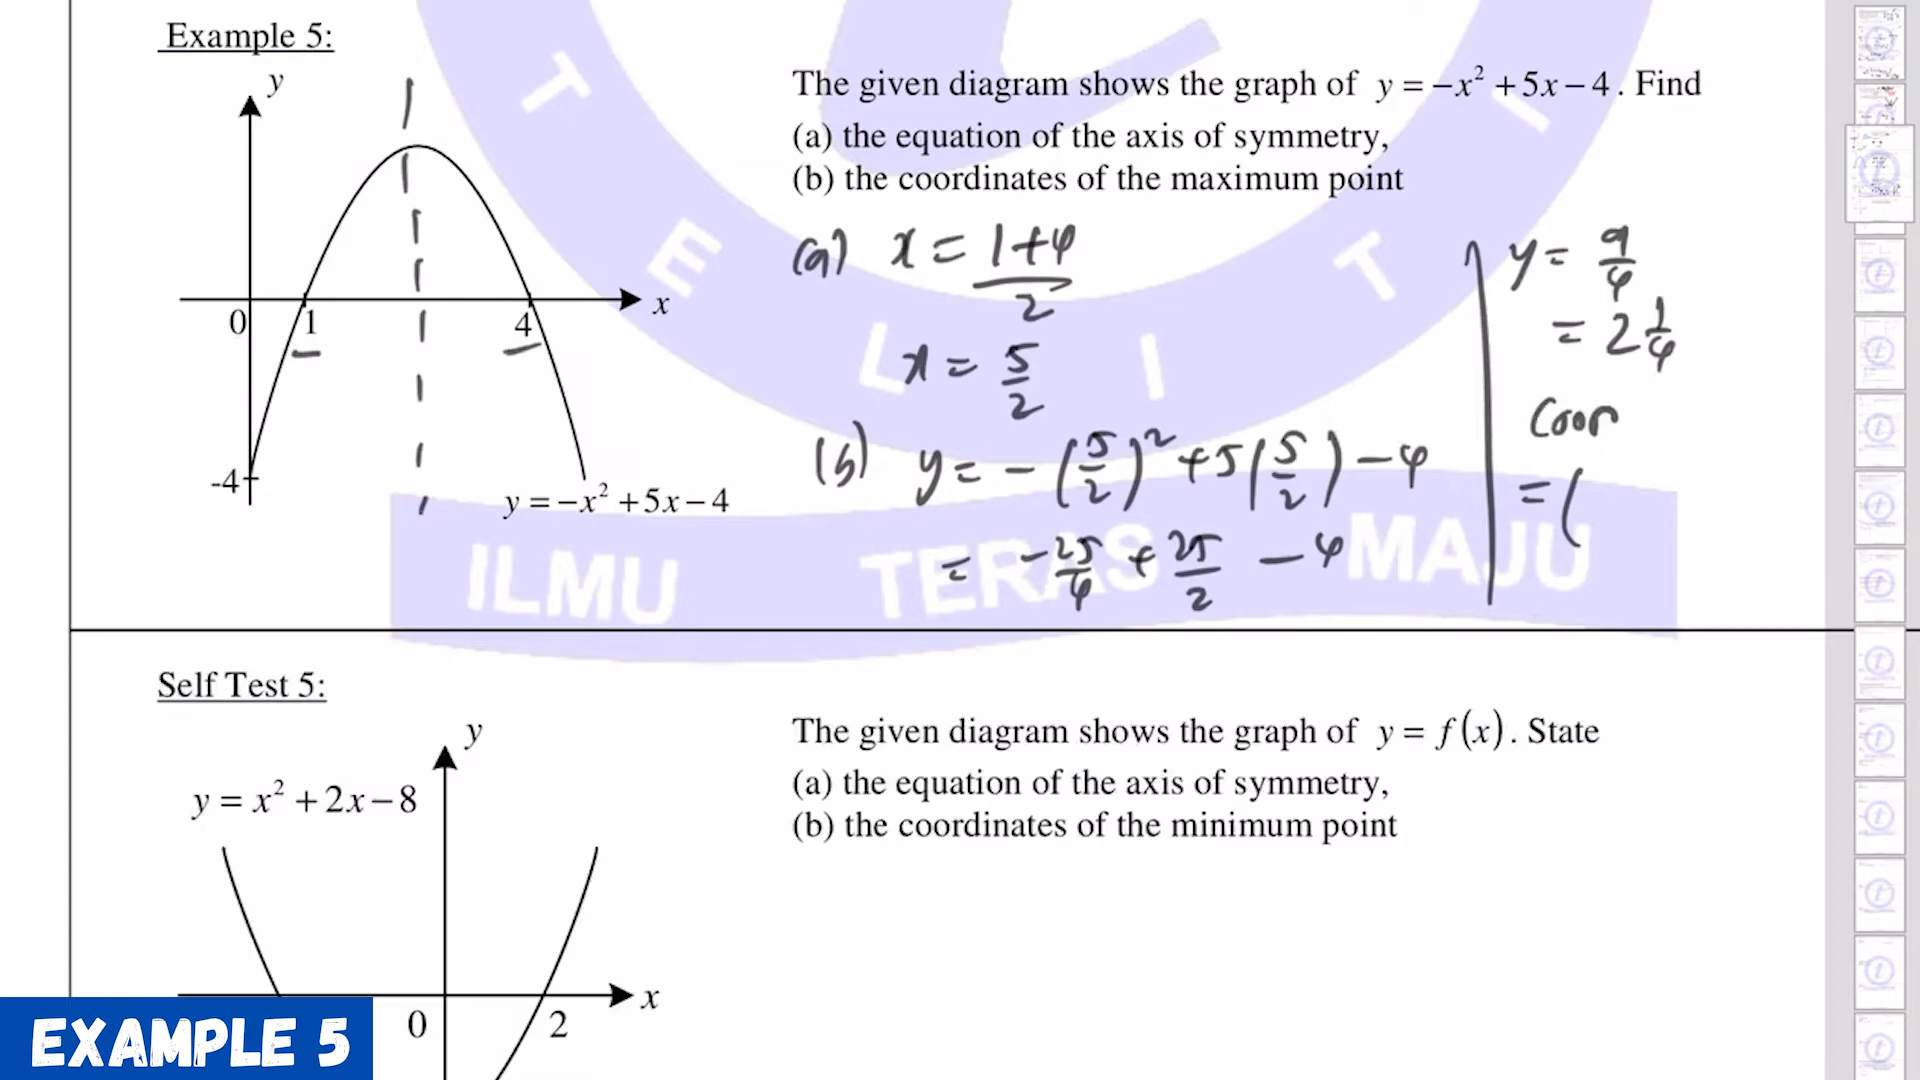 Example 5:
y
The given diagram shows the graph of y = −x² + 5x − 4. Find
(a) the equation of the axis of symmetry,
(b) the coordinates of the maximum point
0
1
4
x
-4
y = −x² + 5x − 4
(a) x = 1+4/2
x = 5/2
(b) y = −(5/2)² + 5(5/2) − 4
= −25/4 + 25/2 − 4
y = 9/4
= 2 1/4
Coor
= (
TELITI
ILMU TERAS MAJU
Self Test 5:
y
y = x² + 2x − 8
The given diagram shows the graph of y = f(x). State
(a) the equation of the axis of symmetry,
(b) the coordinates of the minimum point
0
2
x
EXAMPLE 5